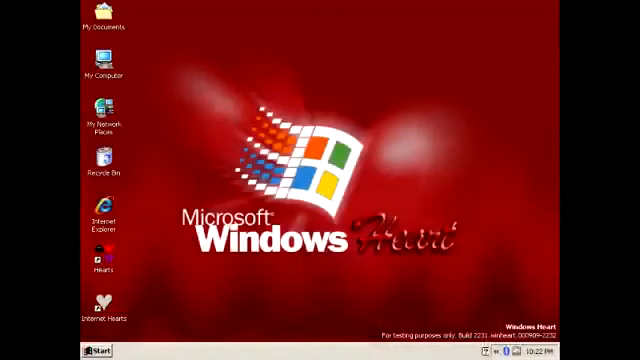 My Documents
My Computer
My Network
Places
Recycle Bin
Internet
Explorer
Hearts
Internet Hearts
Microsoft®
Windows Heart
Windows Heart
For testing purposes only. Build 2231.winheart.000909-2232
Start
10:22 PM